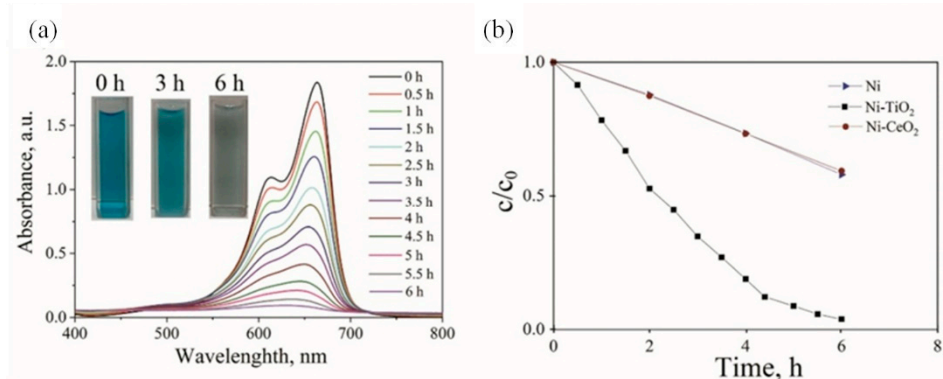 (a)
2.0
1.5
1.0
0.5
0.0
Absorbance, a.u.
0 h 3 h 6 h
0 h
0.5 h
1 h
1.5 h
2 h
2.5 h
3 h
3.5 h
4 h
4.5 h
5 h
5.5 h
6 h
400 500 600 700 800
Wavelenghth, nm
(b)
1.0
0.5
0.0
c/c0
Ni
Ni-TiO2
Ni-CeO2
0 2 4 6 8
Time, h